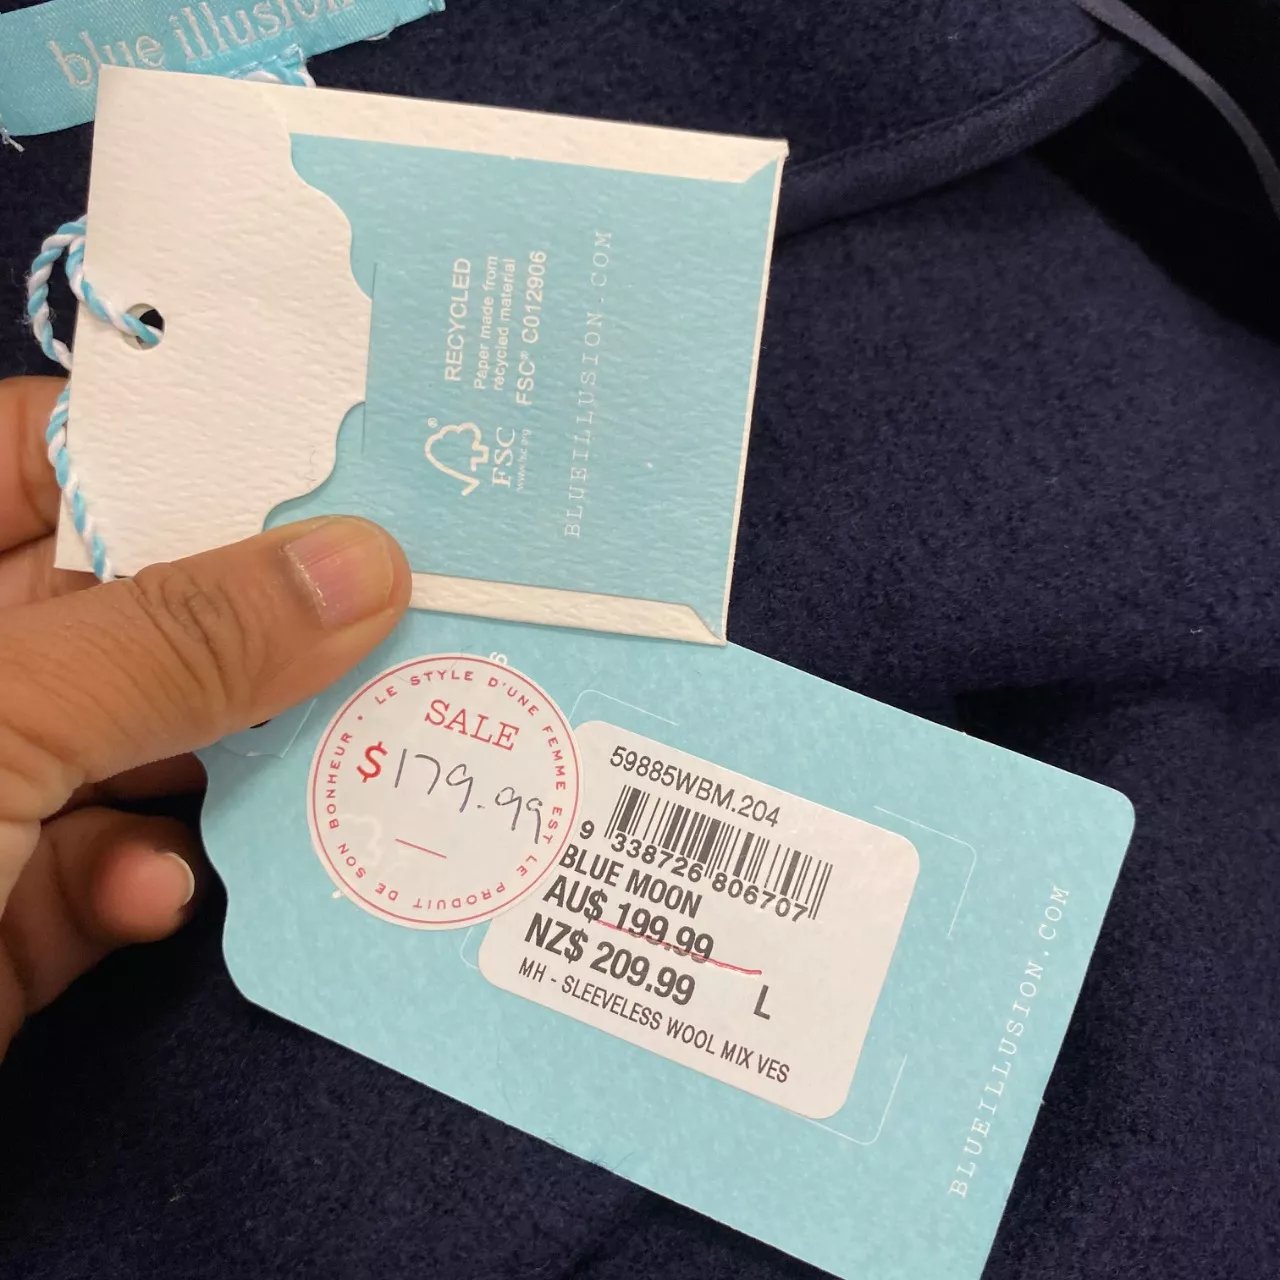 blue illusion
RECYCLED
Paper made from
recycled material
FSC® C012906
®
FSC
www.fsc.org
BLUEILLUSION.COM
LE STYLE D'UNE FEMME EST LE PRODUIT DE SON BONHEUR •
SALE
$179.99
59885WBM.204
9 338726 806707
BLUE MOON
AU$ 199.99
NZ$ 209.99
L
MH - SLEEVELESS WOOL MIX VES
BLUEILLUSION.COM